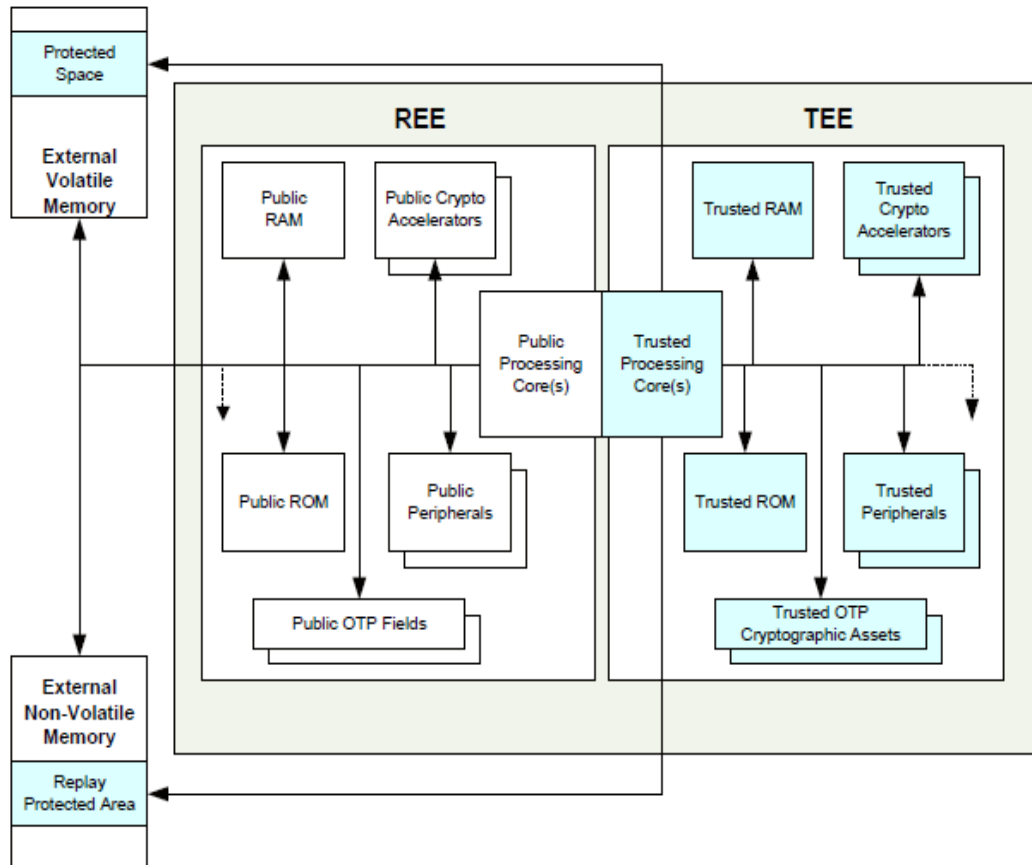 Protected
Space
External
Volatile
Memory
REE
TEE
Public
RAM
Public Crypto
Accelerators
Trusted RAM
Trusted
Crypto
Accelerators
Public
Processing
Core(s)
Trusted
Processing
Core(s)
Public ROM
Public
Peripherals
Trusted ROM
Trusted
Peripherals
Public OTP Fields
Trusted OTP
Cryptographic Assets
External
Non-Volatile
Memory
Replay
Protected Area